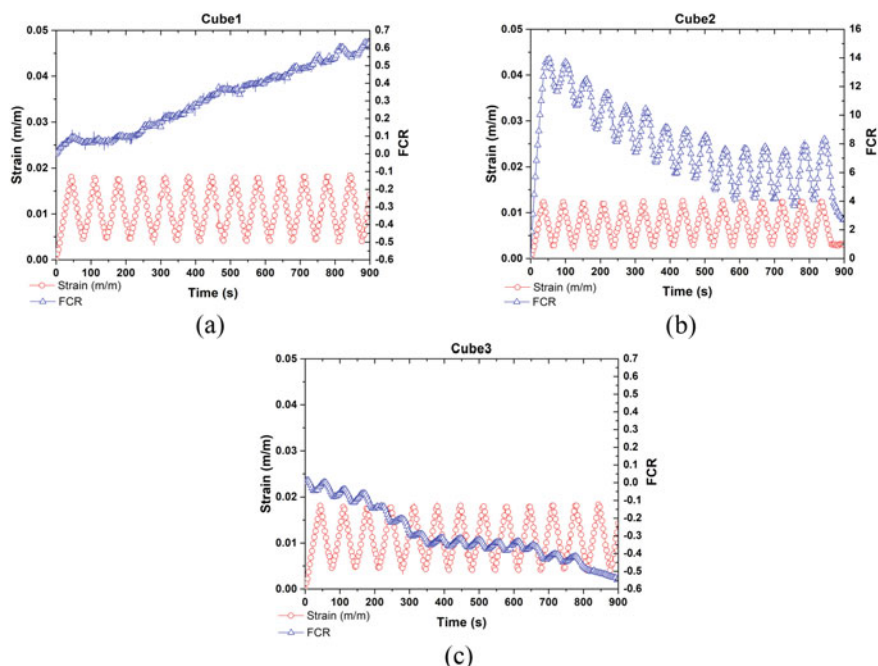 Cube1
Strain (m/m)
0.05
0.04
0.03
0.02
0.01
0.00
0.7
0.6
0.5
0.4
0.3
0.2
0.1
0.0
-0.1
-0.2
-0.3
-0.4
-0.5
-0.6
FCR
0 100 200 300 400 500 600 700 800 900
Time (s)
Strain (m/m)
FCR
(a)
Cube2
Strain (m/m)
0.05
0.04
0.03
0.02
0.01
0.00
16
14
12
10
8
6
4
2
0
FCR
0 100 200 300 400 500 600 700 800 900
Time (s)
Strain (m/m)
FCR
(b)
Cube3
Strain (m/m)
0.05
0.04
0.03
0.02
0.01
0.00
0.7
0.6
0.5
0.4
0.3
0.2
0.1
0.0
-0.1
-0.2
-0.3
-0.4
-0.5
-0.6
FCR
0 100 200 300 400 500 600 700 800 900
Time (s)
Strain (m/m)
FCR
(c)